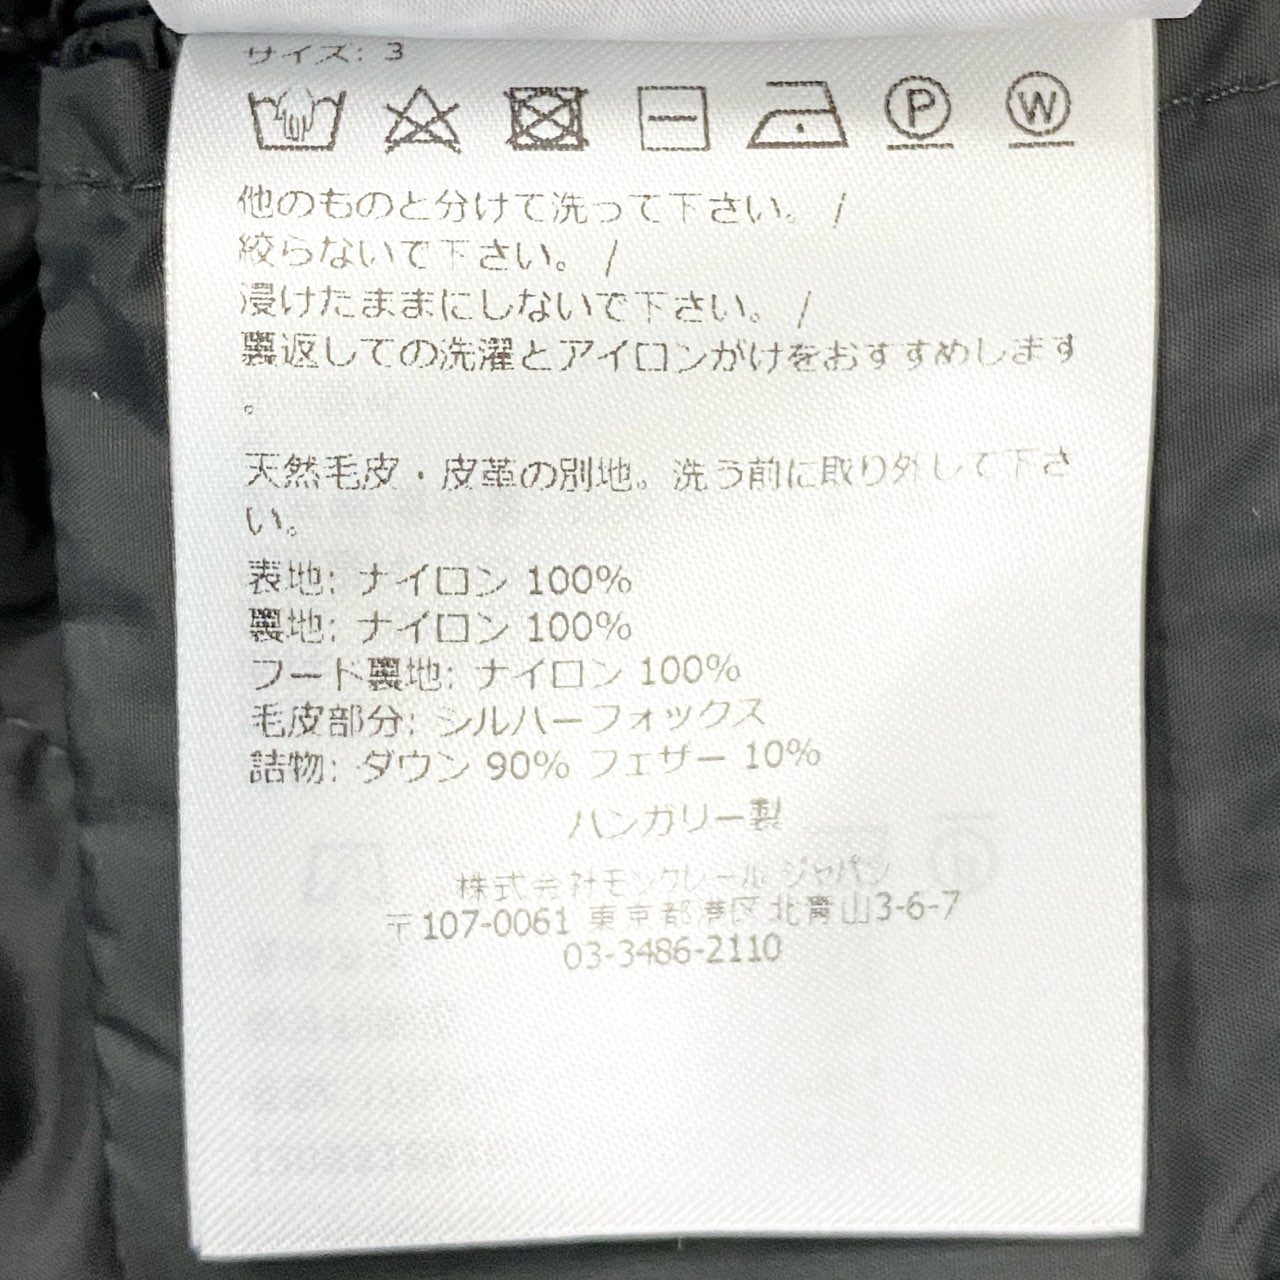 サイズ: 3
P W
他のものと分けて洗って下さい。 /
絞らないで下さい。 /
浸けたままにしないで下さい。 /
裏返しての洗濯とアイロンがけをおすすめします
。
天然毛皮・皮革の別地。洗う前に取り外して下さ
い。
表地: ナイロン 100%
裏地: ナイロン 100%
フード裏地: ナイロン 100%
毛皮部分: シルハーフォックス
詰物: ダウン 90% フェザー 10%
ハンガリー製
株式会社モンクレール ジャパン
〒107-0061 東京都港区北青山3-6-7
03-3486-2110